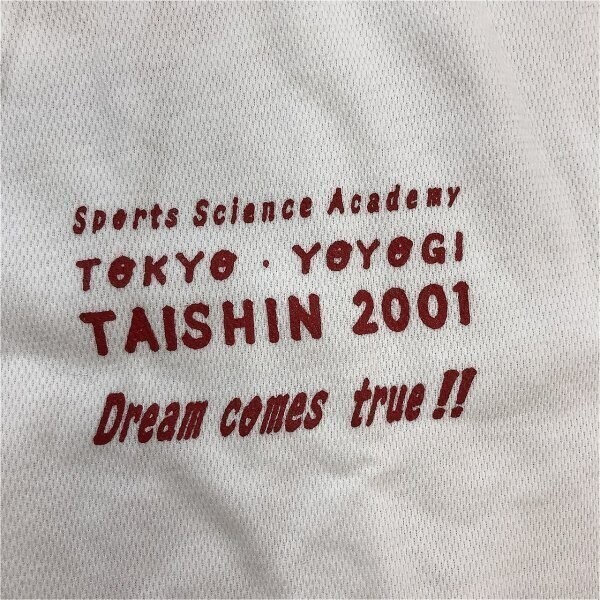 Sports Science Academy
TOKYO · YOYOGI
TAISHIN 2001
Dream comes true!!